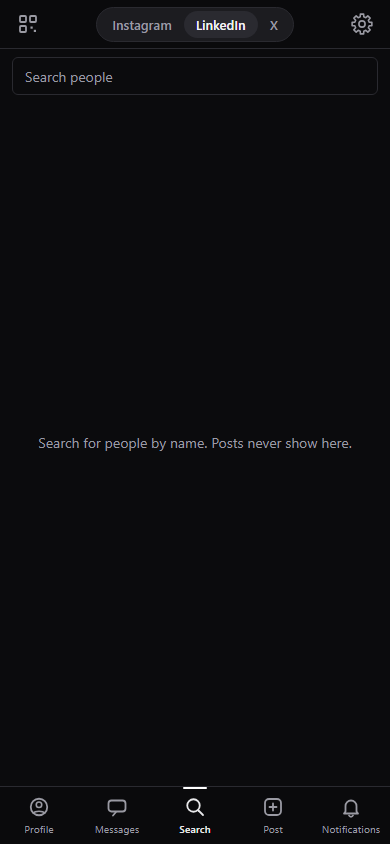 Instagram
LinkedIn
X
Search people
Search for people by name. Posts never show here.
Profile
Messages
Search
Post
Notifications